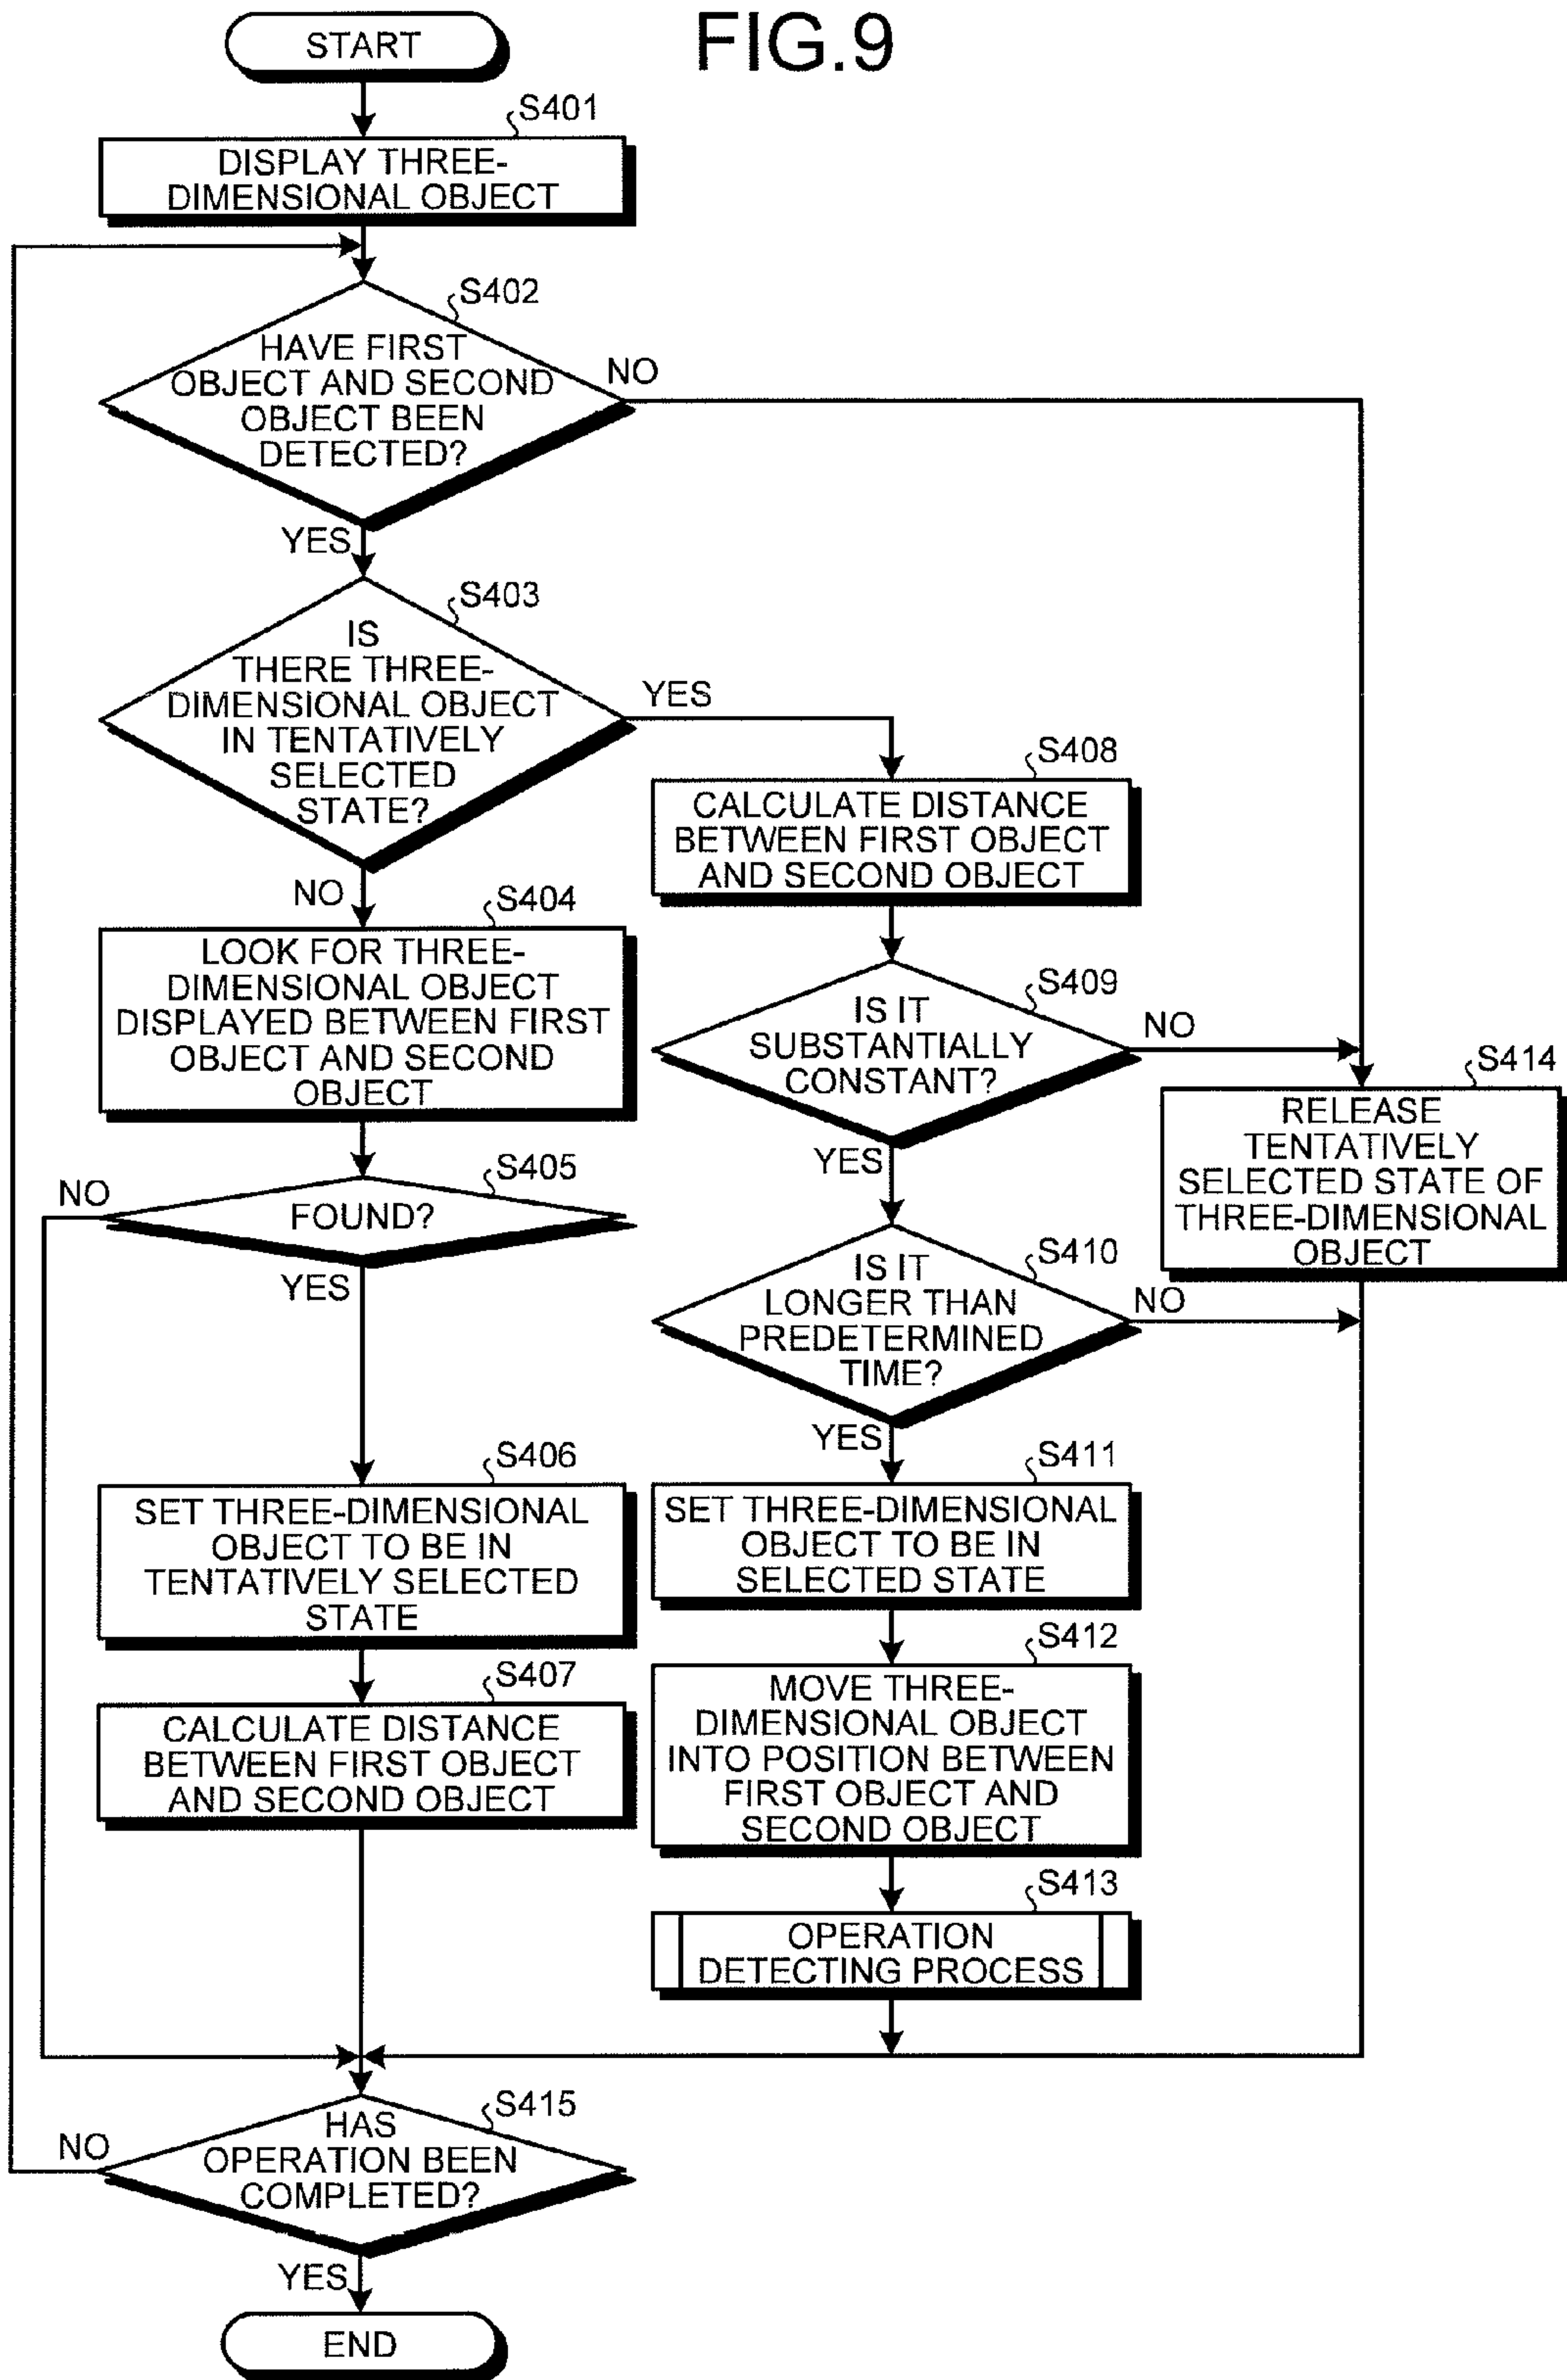 FIG.9
START
S401
DISPLAY THREE-
DIMENSIONAL OBJECT
S402
HAVE FIRST
OBJECT AND SECOND
OBJECT BEEN
DETECTED?
NO
YES
S403
IS
THERE THREE-
DIMENSIONAL OBJECT
IN TENTATIVELY
SELECTED
STATE?
YES
NO
S404
LOOK FOR THREE-
DIMENSIONAL OBJECT
DISPLAYED BETWEEN FIRST
OBJECT AND SECOND
OBJECT
S405
NO
FOUND?
YES
S406
SET THREE-DIMENSIONAL
OBJECT TO BE IN
TENTATIVELY SELECTED
STATE
S407
CALCULATE DISTANCE
BETWEEN FIRST OBJECT
AND SECOND OBJECT
S408
CALCULATE DISTANCE
BETWEEN FIRST OBJECT
AND SECOND OBJECT
S409
IS IT
SUBSTANTIALLY
CONSTANT?
NO
YES
S410
IS IT
LONGER THAN
PREDETERMINED
TIME?
NO
YES
S411
SET THREE-DIMENSIONAL
OBJECT TO BE IN
SELECTED STATE
S412
MOVE THREE-
DIMENSIONAL OBJECT
INTO POSITION BETWEEN
FIRST OBJECT AND
SECOND OBJECT
S413
OPERATION
DETECTING PROCESS
S414
RELEASE
TENTATIVELY
SELECTED STATE OF
THREE-DIMENSIONAL
OBJECT
S415
HAS
OPERATION BEEN
COMPLETED?
NO
YES
END